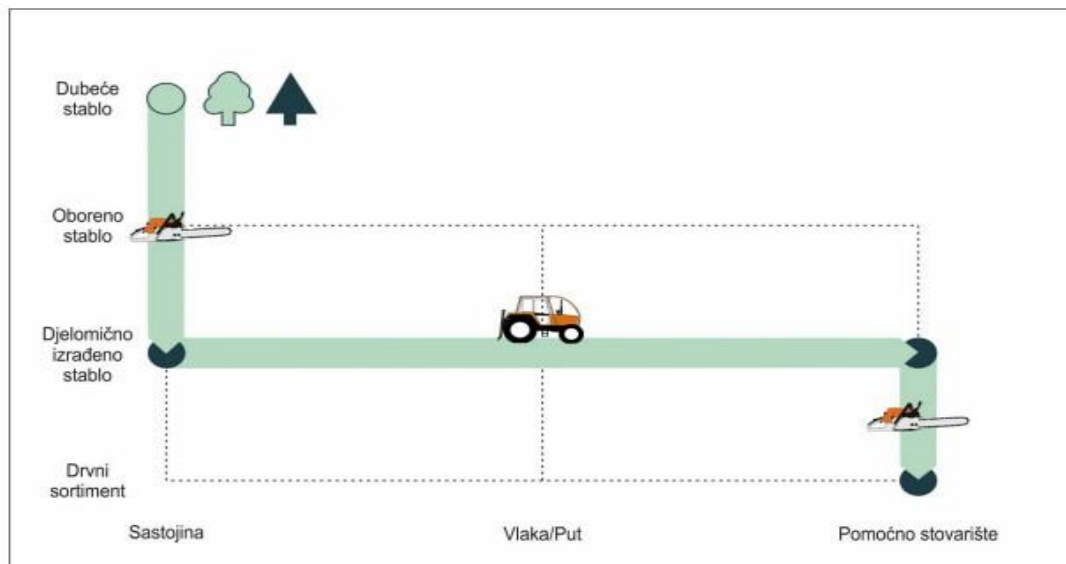 Dubeće
stablo
Oboreno
stablo
Djelomično
izrađeno
stablo
Drvni
sortiment
Sastojina
Vlaka/Put
Pomoćno stovarište